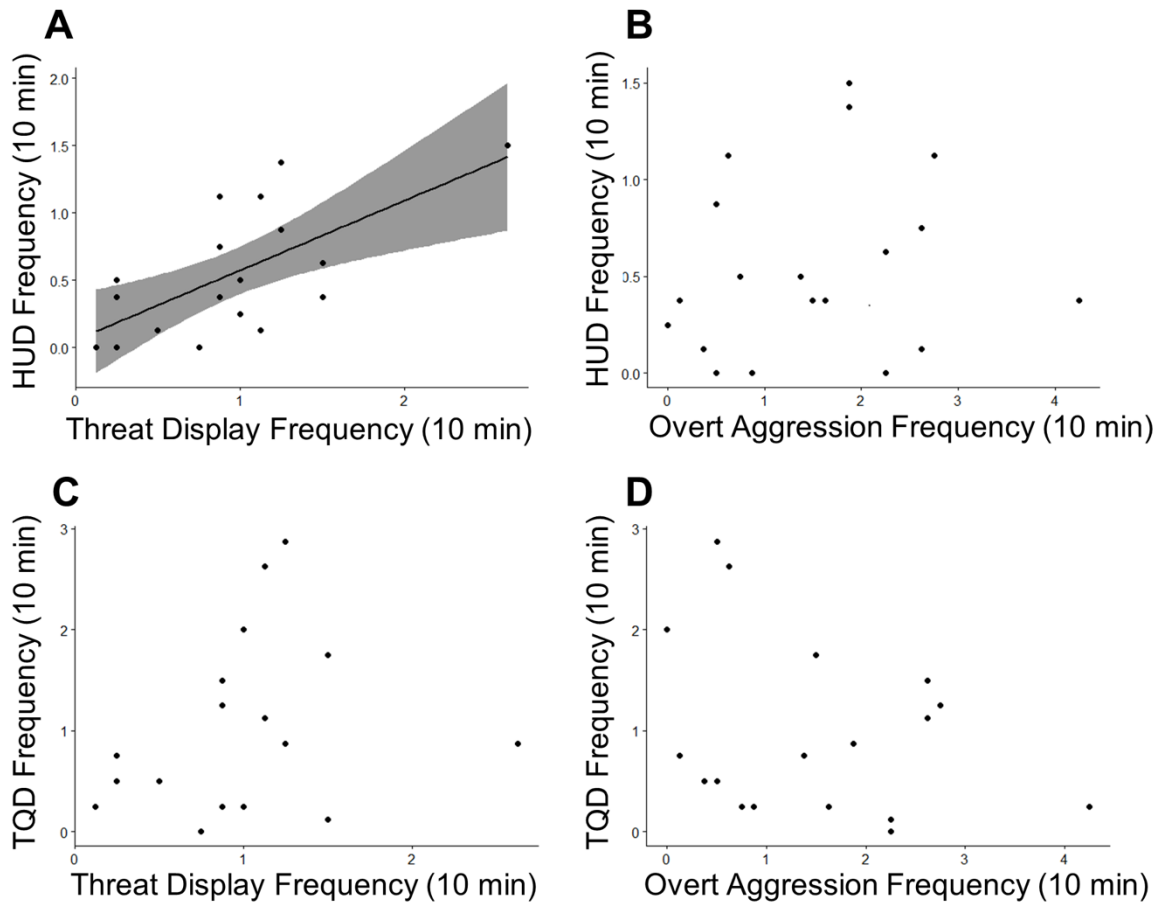 A
HUD Frequency (10 min)
2.0
1.5
1.0
0.5
0.0
0
1
2
Threat Display Frequency (10 min)
B
HUD Frequency (10 min)
1.5
1.0
0.5
0.0
0
1
2
3
4
Overt Aggression Frequency (10 min)
C
TQD Frequency (10 min)
3
2
1
0
0
1
2
Threat Display Frequency (10 min)
D
TQD Frequency (10 min)
3
2
1
0
0
1
2
3
4
Overt Aggression Frequency (10 min)